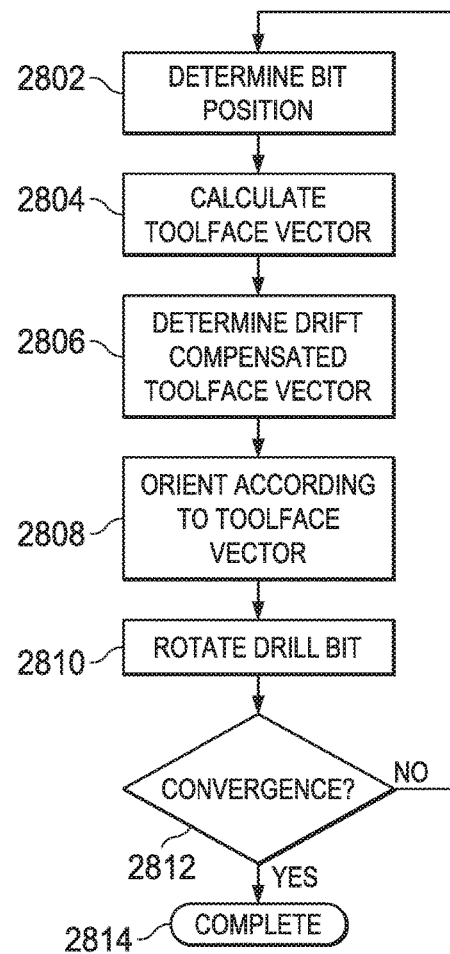 2802
DETERMINE BIT
POSITION
2804
CALCULATE
TOOLFACE VECTOR
2806
DETERMINE DRIFT
COMPENSATED
TOOLFACE VECTOR
2808
ORIENT ACCORDING
TO TOOLFACE
VECTOR
2810
ROTATE DRILL BIT
CONVERGENCE?
NO
2812
YES
2814
COMPLETE